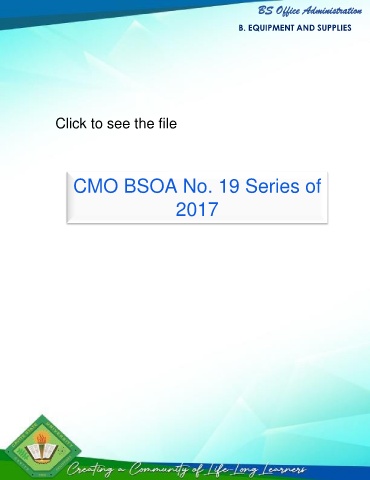 BS Office Administration
B. EQUIPMENT AND SUPPLIES
Click to see the file
CMO BSOA No. 19 Series of
2017
Creating a Community of Life-Long Learners